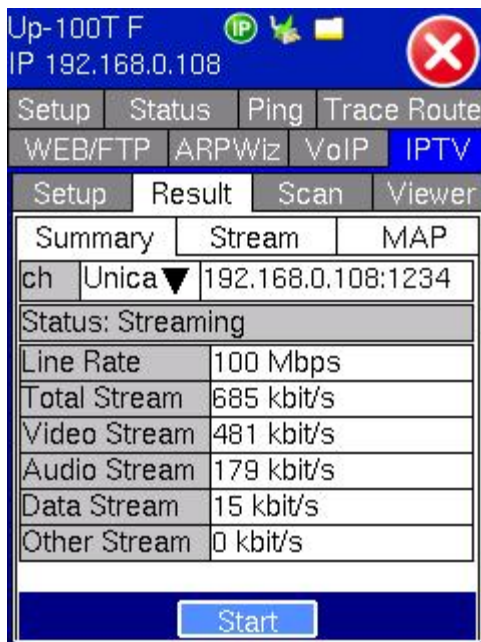 Up-100T F IP
IP 192.168.0.108
Setup Status Ping Trace Route
WEB/FTP ARPWiz VoIP IPTV
Setup Result Scan Viewer
Summary Stream MAP
ch Unica 192.168.0.108:1234
Status: Streaming
Line Rate 100 Mbps
Total Stream 685 kbit/s
Video Stream 481 kbit/s
Audio Stream 179 kbit/s
Data Stream 15 kbit/s
Other Stream 0 kbit/s
Start